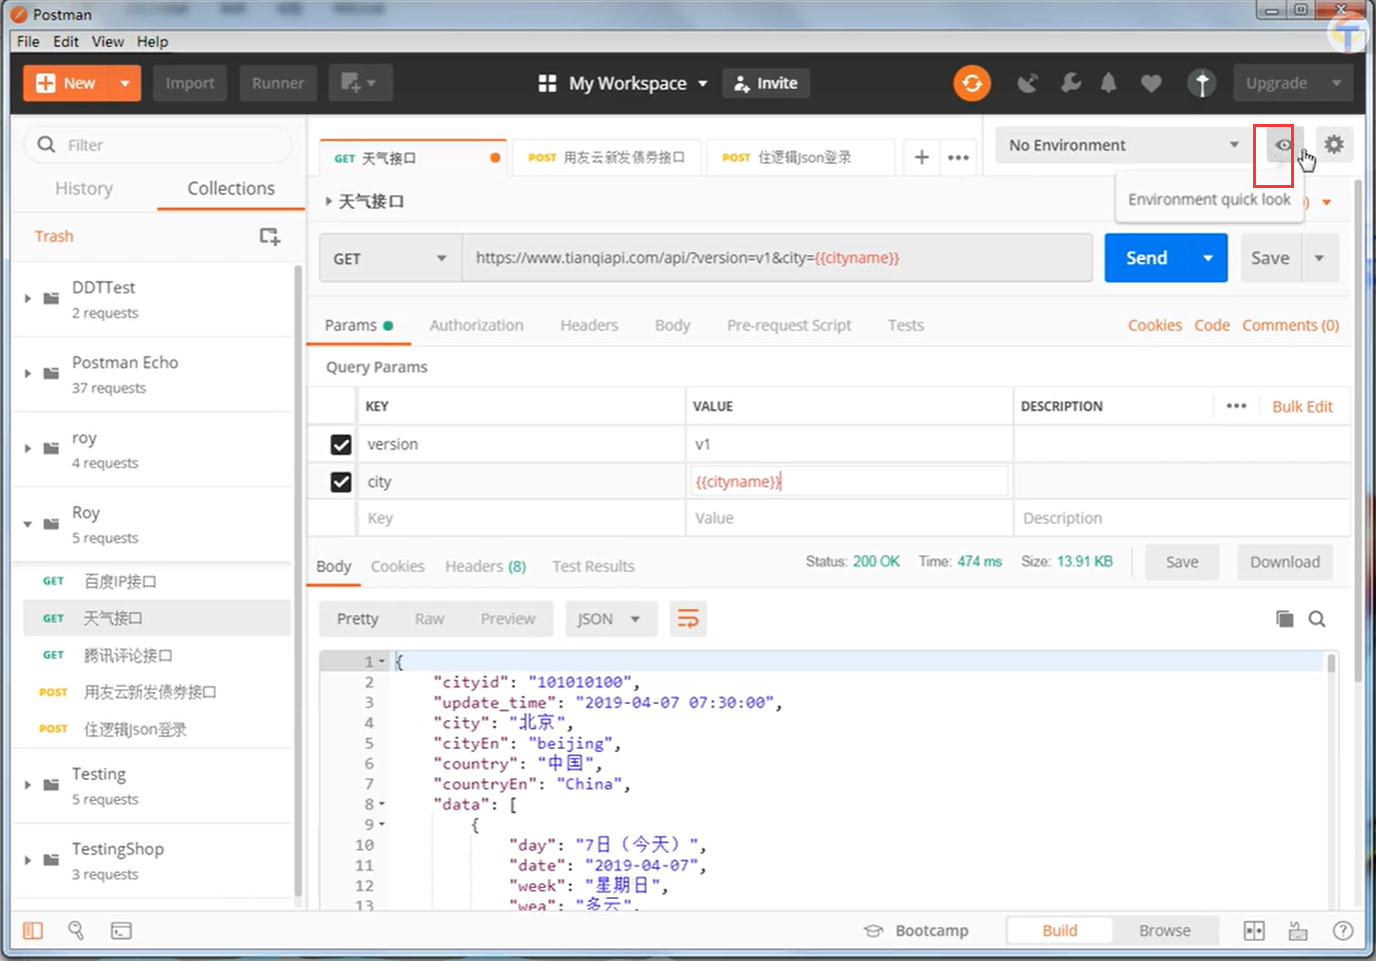 Postman
File Edit View Help
New Import Runner My Workspace Invite Upgrade
Filter
History Collections
Trash
DDTTest
2 requests
Postman Echo
37 requests
roy
4 requests
Roy
5 requests
GET 百度IP接口
GET 天气接口
GET 腾讯评论接口
POST 用友云新发债券接口
POST 住逻辑Json登录
Testing
5 requests
TestingShop
3 requests
GET 天气接口 POST 用友云新发债券接口 POST 住逻辑Json登录 + •••
No Environment
Environment quick look
天气接口
GET https://www.tianqiapi.com/api/?version=v1&city={{cityname}} Send Save
Params Authorization Headers Body Pre-request Script Tests Cookies Code Comments (0)
Query Params
KEY VALUE DESCRIPTION ••• Bulk Edit
version v1
city {{cityname}}
Key Value Description
Body Cookies Headers (8) Test Results Status: 200 OK Time: 474 ms Size: 13.91 KB Save Download
Pretty Raw Preview JSON
1 {
2 "cityid": "101010100",
3 "update_time": "2019-04-07 07:30:00",
4 "city": "北京",
5 "cityEn": "beijing",
6 "country": "中国",
7 "countryEn": "China",
8 "data": [
9 {
10 "day": "7日（今天）",
11 "date": "2019-04-07",
12 "week": "星期日",
13 "wea": "多云",
Bootcamp Build Browse